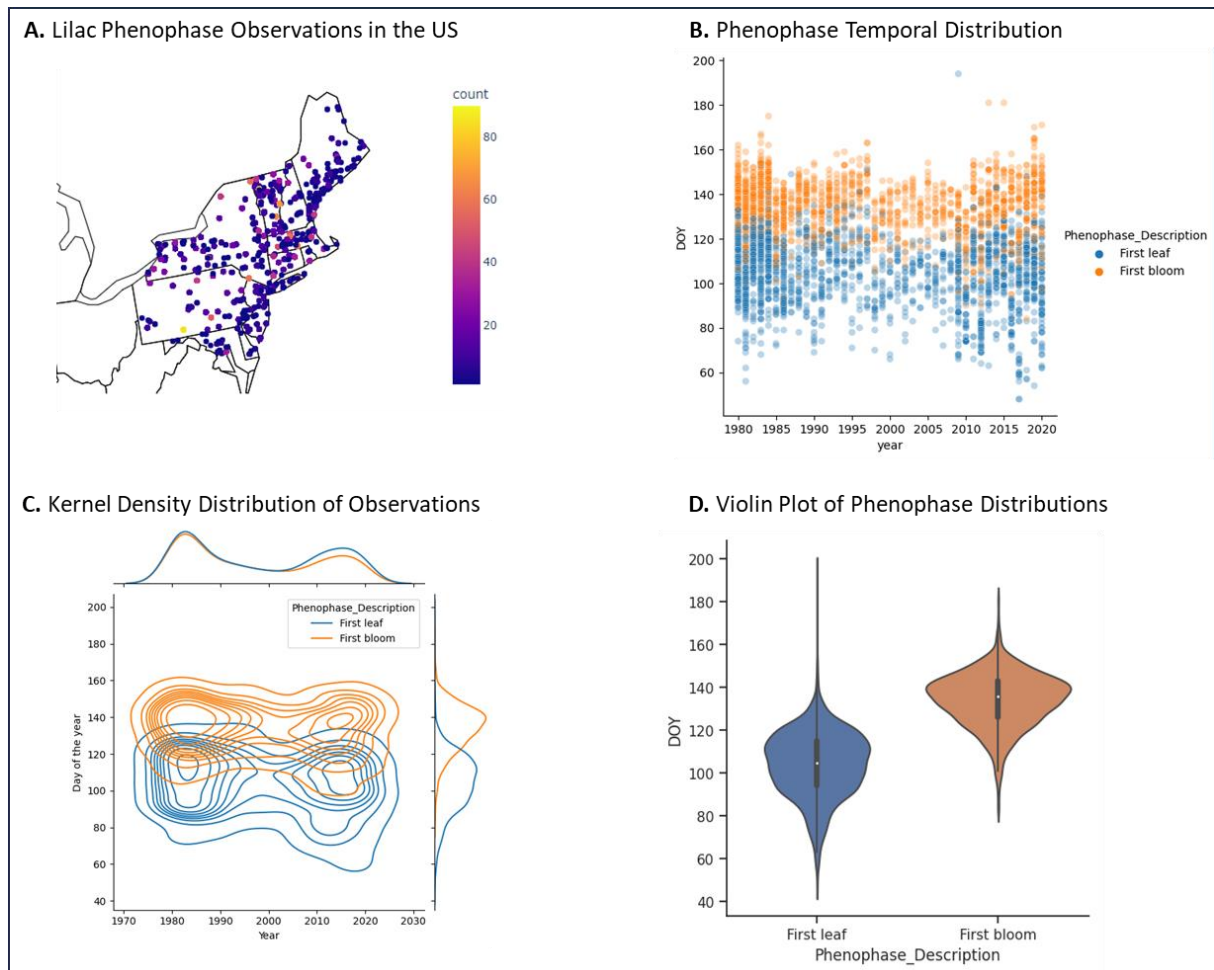 A. Lilac Phenophase Observations in the US
count
80
60
40
20
B. Phenophase Temporal Distribution
200
180
160
140
120
100
80
60
DOY
1980 1985 1990 1995 2000 2005 2010 2015 2020
year
Phenophase_Description
First leaf
First bloom
C. Kernel Density Distribution of Observations
Phenophase_Description
First leaf
First bloom
200
180
160
140
120
100
80
60
40
Day of the year
1970 1980 1990 2000 2010 2020 2030
Year
D. Violin Plot of Phenophase Distributions
200
180
160
140
120
100
80
60
40
DOY
First leaf First bloom
Phenophase_Description